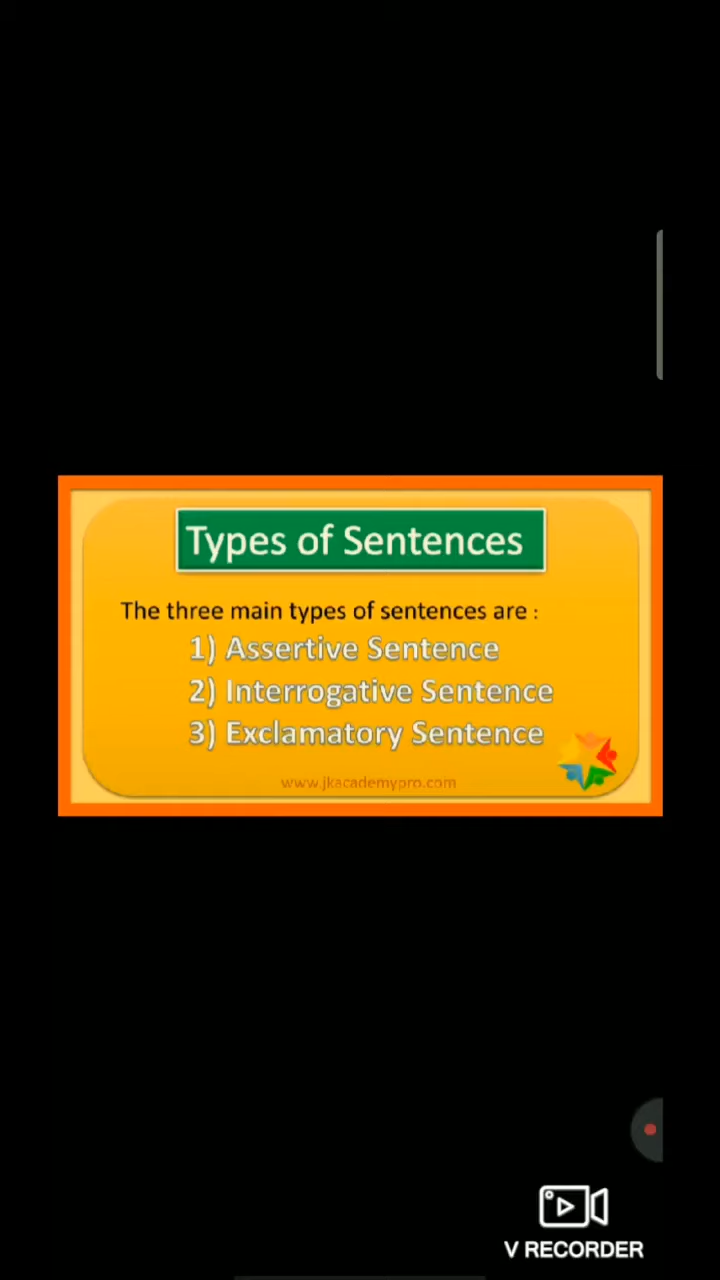 Types of Sentences
The three main types of sentences are :
1) Assertive Sentence
2) Interrogative Sentence
3) Exclamatory Sentence
www.jkacademypro.com
V RECORDER